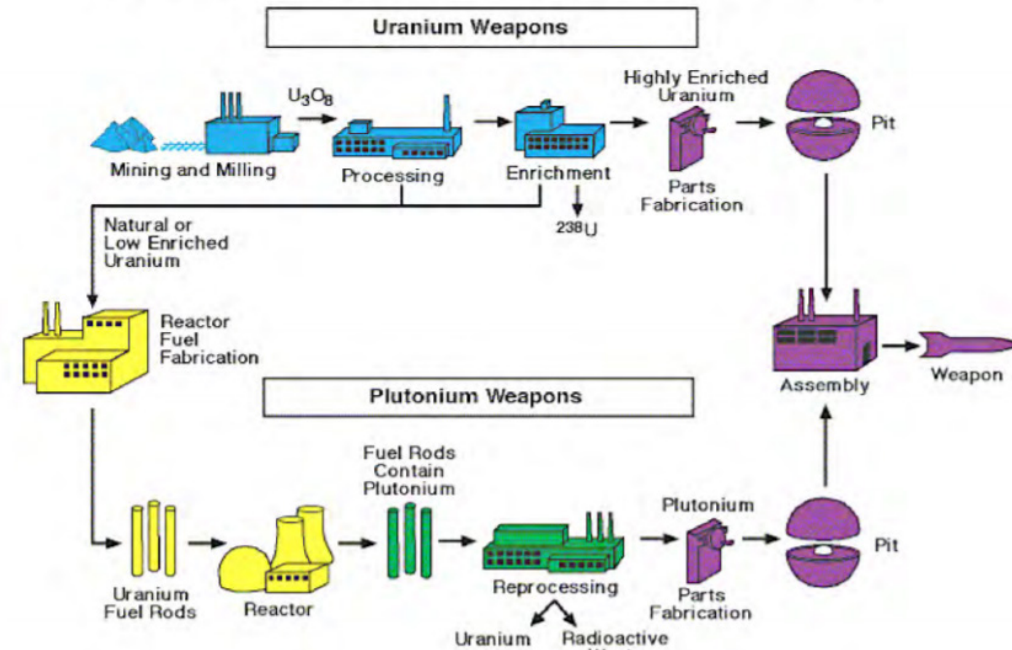 Uranium Weapons
Highly Enriched
Uranium
U₃O₈
Pit
Mining and Milling
Processing
Enrichment
Parts
Fabrication
²³⁸U
Natural or
Low Enriched
Uranium
Reactor
Fuel
Fabrication
Assembly
Weapon
Plutonium Weapons
Fuel Rods
Contain
Plutonium
Plutonium
Pit
Reprocessing
Uranium
Fuel Rods
Reactor
Parts
Fabrication
Uranium
Radioactive